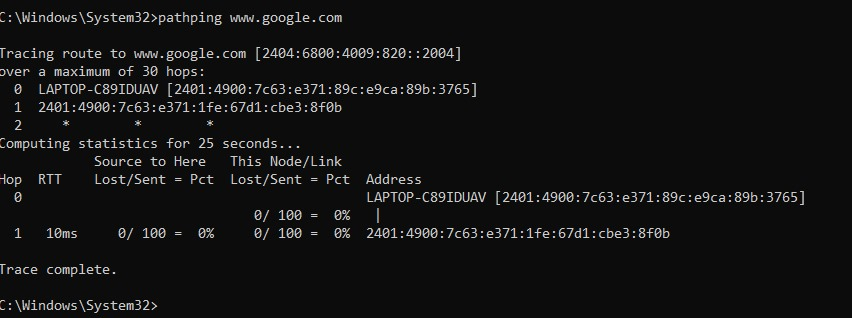 C:\Windows\System32>pathping www.google.com
Tracing route to www.google.com [2404:6800:4009:820::2004]
over a maximum of 30 hops:
  0  LAPTOP-C89IDUAV [2401:4900:7c63:e371:89c:e9ca:89b:3765]
  1  2401:4900:7c63:e371:1fe:67d1:cbe3:8f0b
  2     *        *        *
Computing statistics for 25 seconds...
            Source to Here   This Node/Link
Hop  RTT    Lost/Sent = Pct  Lost/Sent = Pct  Address
  0                                           LAPTOP-C89IDUAV [2401:4900:7c63:e371:89c:e9ca:89b:3765]
                                0/ 100 =  0%   |
  1   10ms     0/ 100 =  0%     0/ 100 =  0%  2401:4900:7c63:e371:1fe:67d1:cbe3:8f0b
Trace complete.
C:\Windows\System32>